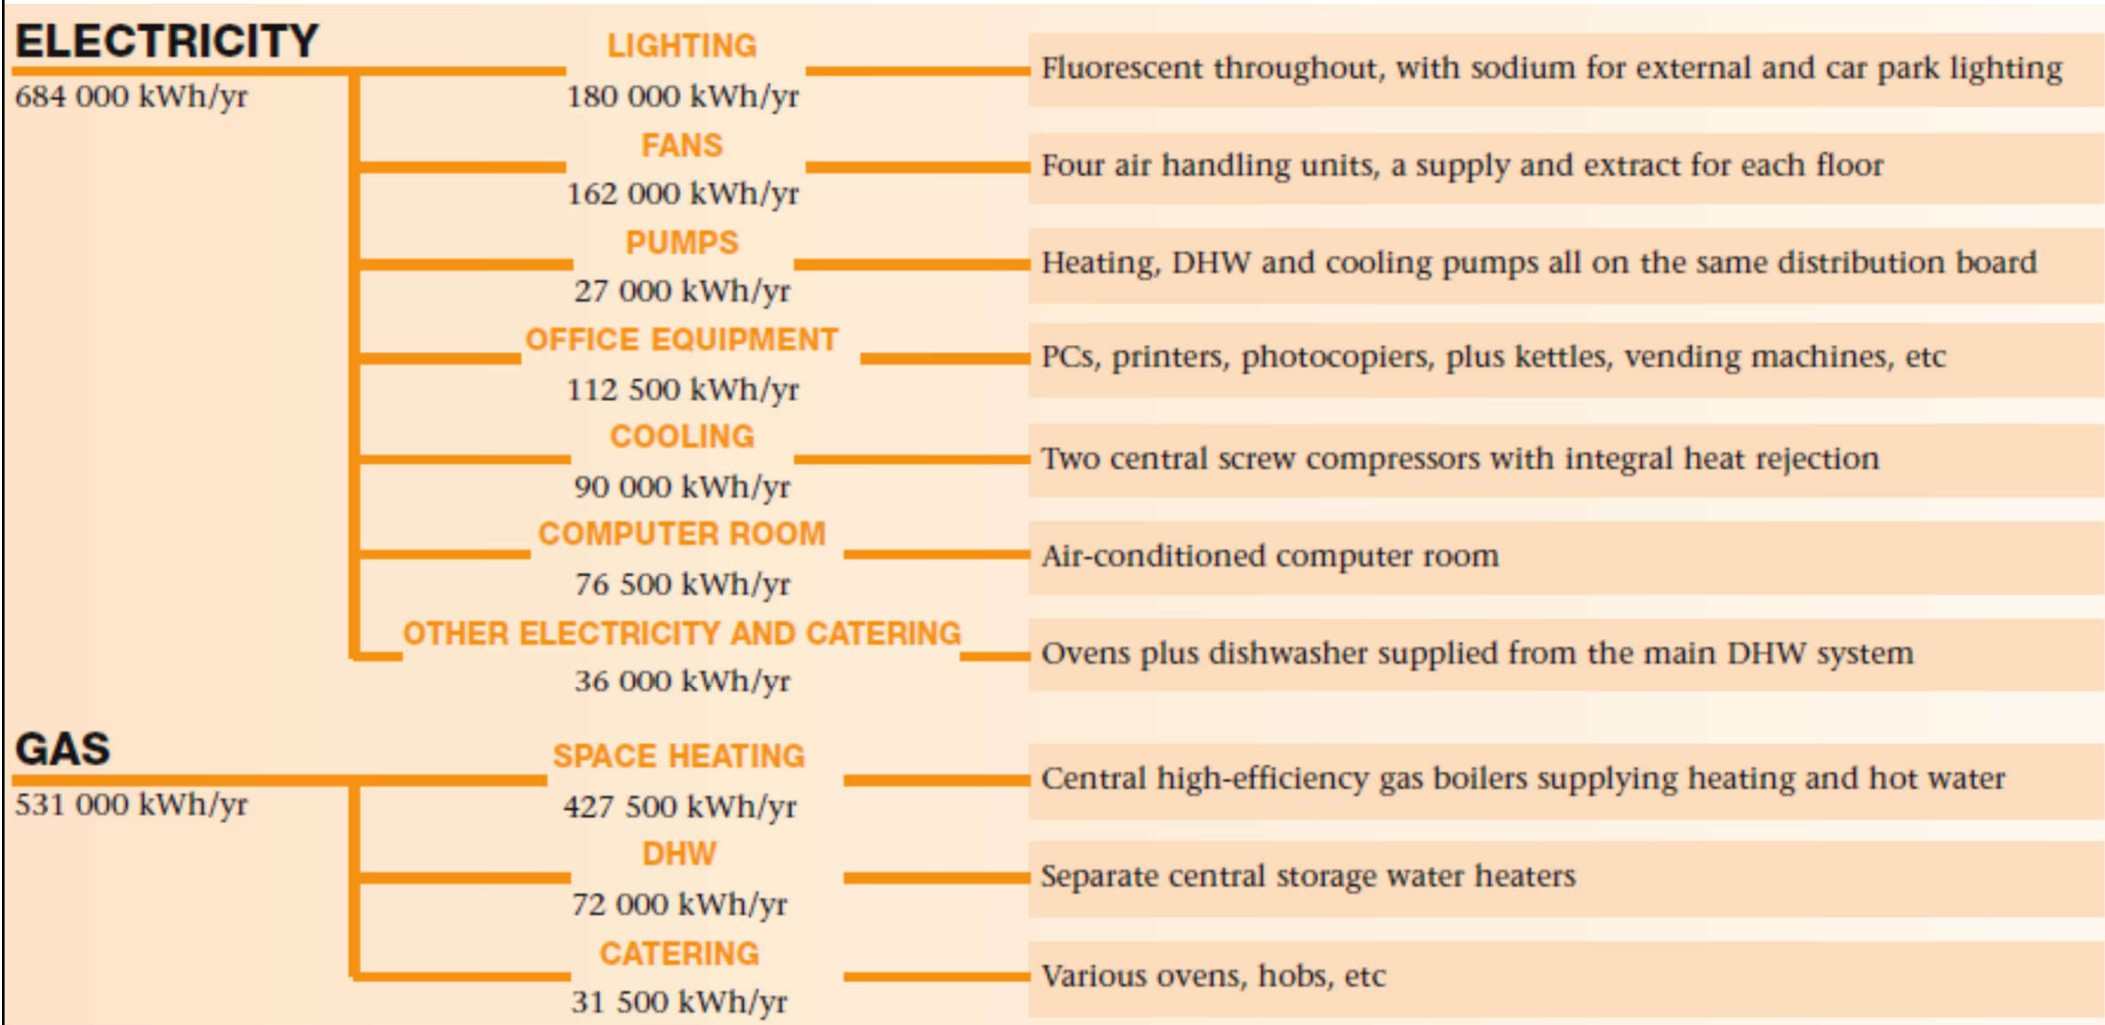 ELECTRICITY
684 000 kWh/yr
LIGHTING
180 000 kWh/yr
Fluorescent throughout, with sodium for external and car park lighting
FANS
162 000 kWh/yr
Four air handling units, a supply and extract for each floor
PUMPS
27 000 kWh/yr
Heating, DHW and cooling pumps all on the same distribution board
OFFICE EQUIPMENT
112 500 kWh/yr
PCs, printers, photocopiers, plus kettles, vending machines, etc
COOLING
90 000 kWh/yr
Two central screw compressors with integral heat rejection
COMPUTER ROOM
76 500 kWh/yr
Air-conditioned computer room
OTHER ELECTRICITY AND CATERING
36 000 kWh/yr
Ovens plus dishwasher supplied from the main DHW system
GAS
531 000 kWh/yr
SPACE HEATING
427 500 kWh/yr
Central high-efficiency gas boilers supplying heating and hot water
DHW
72 000 kWh/yr
Separate central storage water heaters
CATERING
31 500 kWh/yr
Various ovens, hobs, etc